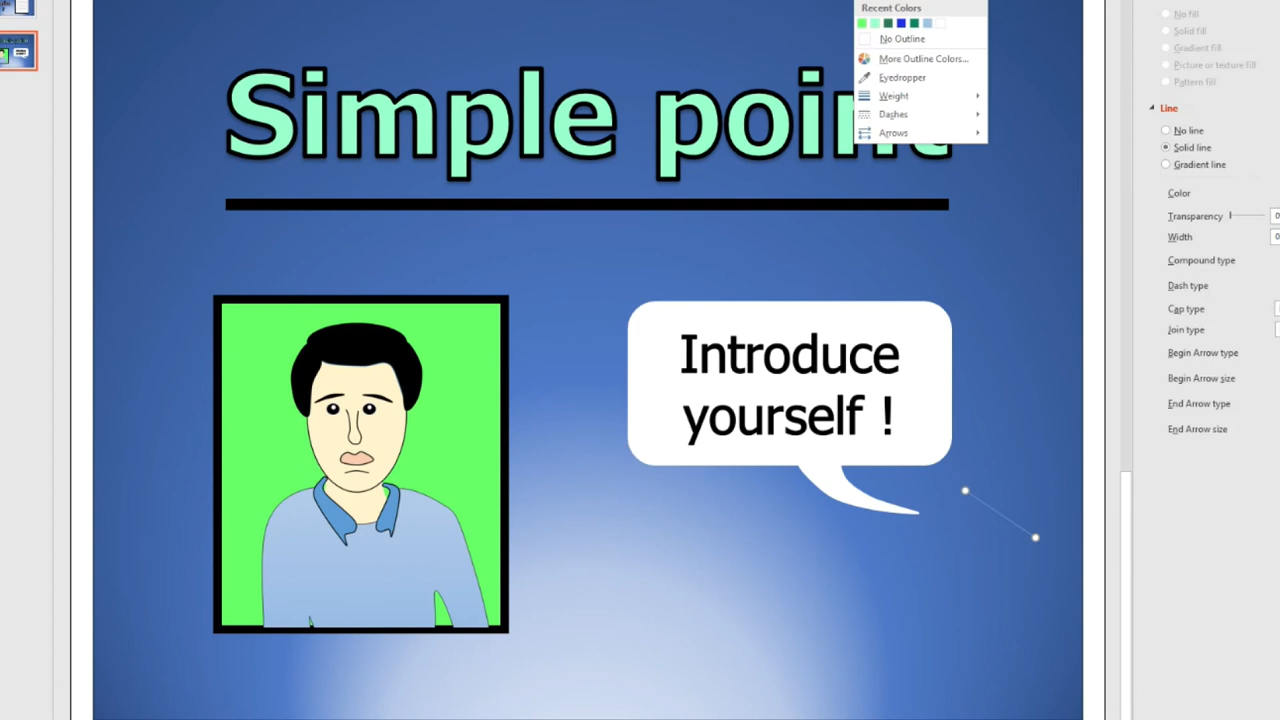 Recent Colors
No Outline
More Outline Colors...
Eyedropper
Weight
Dashes
Arrows
Simple point
Introduce
yourself !
No fill
Solid fill
Gradient fill
Picture or texture fill
Pattern fill
Line
No line
Solid line
Gradient line
Color
Transparency
Width
Compound type
Dash type
Cap type
Join type
Begin Arrow type
Begin Arrow size
End Arrow type
End Arrow size